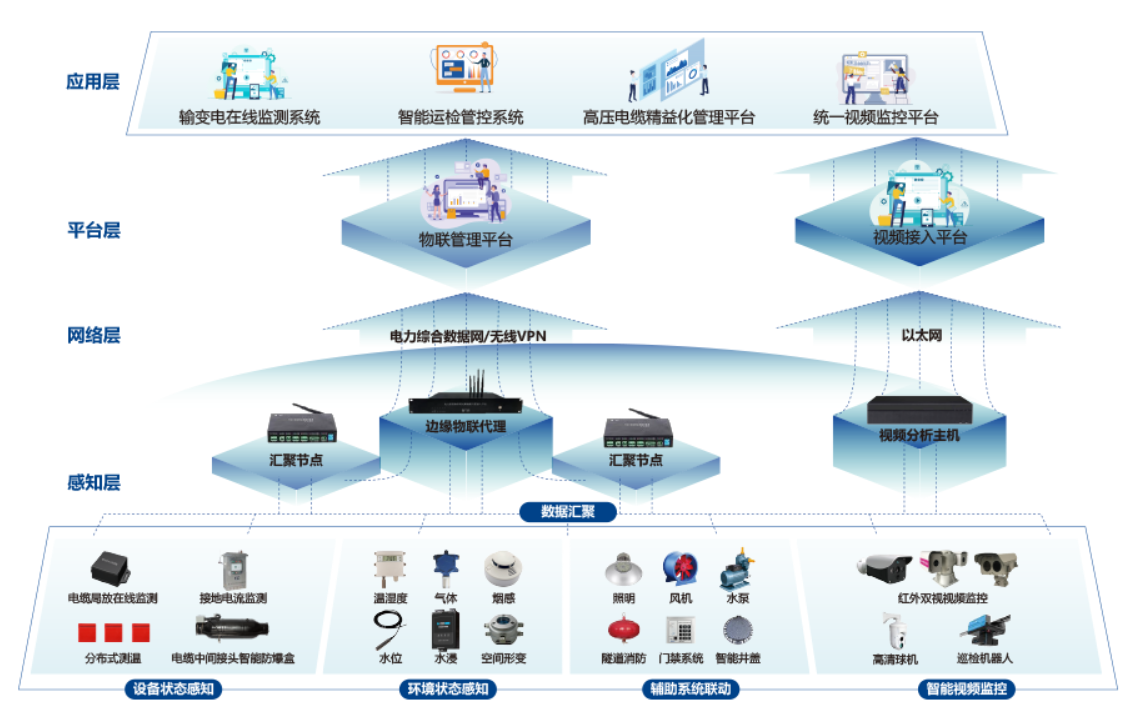 应用层
输变电在线监测系统
智能运检管控系统
高压电缆精益化管理平台
统一视频监控平台
平台层
物联管理平台
视频接入平台
网络层
电力综合数据网/无线VPN
以太网
感知层
汇聚节点
边缘物联代理
汇聚节点
视频分析主机
数据汇聚
电缆局放在线监测
接地电流监测
分布式测温
电缆中间接头智能防爆盒
设备状态感知
温湿度
气体
烟感
水位
水浸
空间形变
环境状态感知
照明
风机
水泵
隧道消防
门禁系统
智能井盖
辅助系统联动
红外双视视频监控
高清球机
巡检机器人
智能视频监控